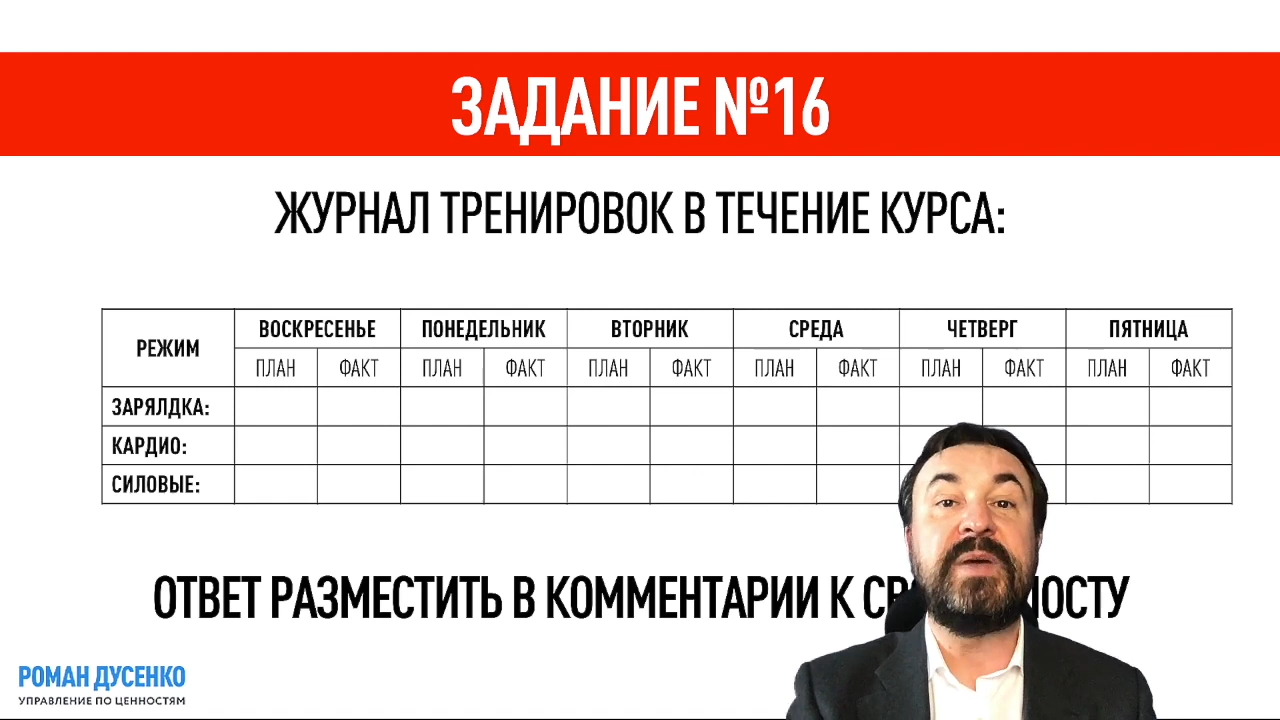 ЗАДАНИЕ №16
ЖУРНАЛ ТРЕНИРОВОК В ТЕЧЕНИЕ КУРСА:
РЕЖИМ ВОСКРЕСЕНЬЕ ПОНЕДЕЛЬНИК ВТОРНИК СРЕДА ЧЕТВЕРГ ПЯТНИЦА
ПЛАН ФАКТ ПЛАН ФАКТ ПЛАН ФАКТ ПЛАН ФАКТ ПЛАН ФАКТ ПЛАН ФАКТ
ЗАРЯЛДКА:
КАРДИО:
СИЛОВЫЕ:
ОТВЕТ РАЗМЕСТИТЬ В КОММЕНТАРИИ К
РОМАН ДУСЕНКО
УПРАВЛЕНИЕ ПО ЦЕННОСТЯМ